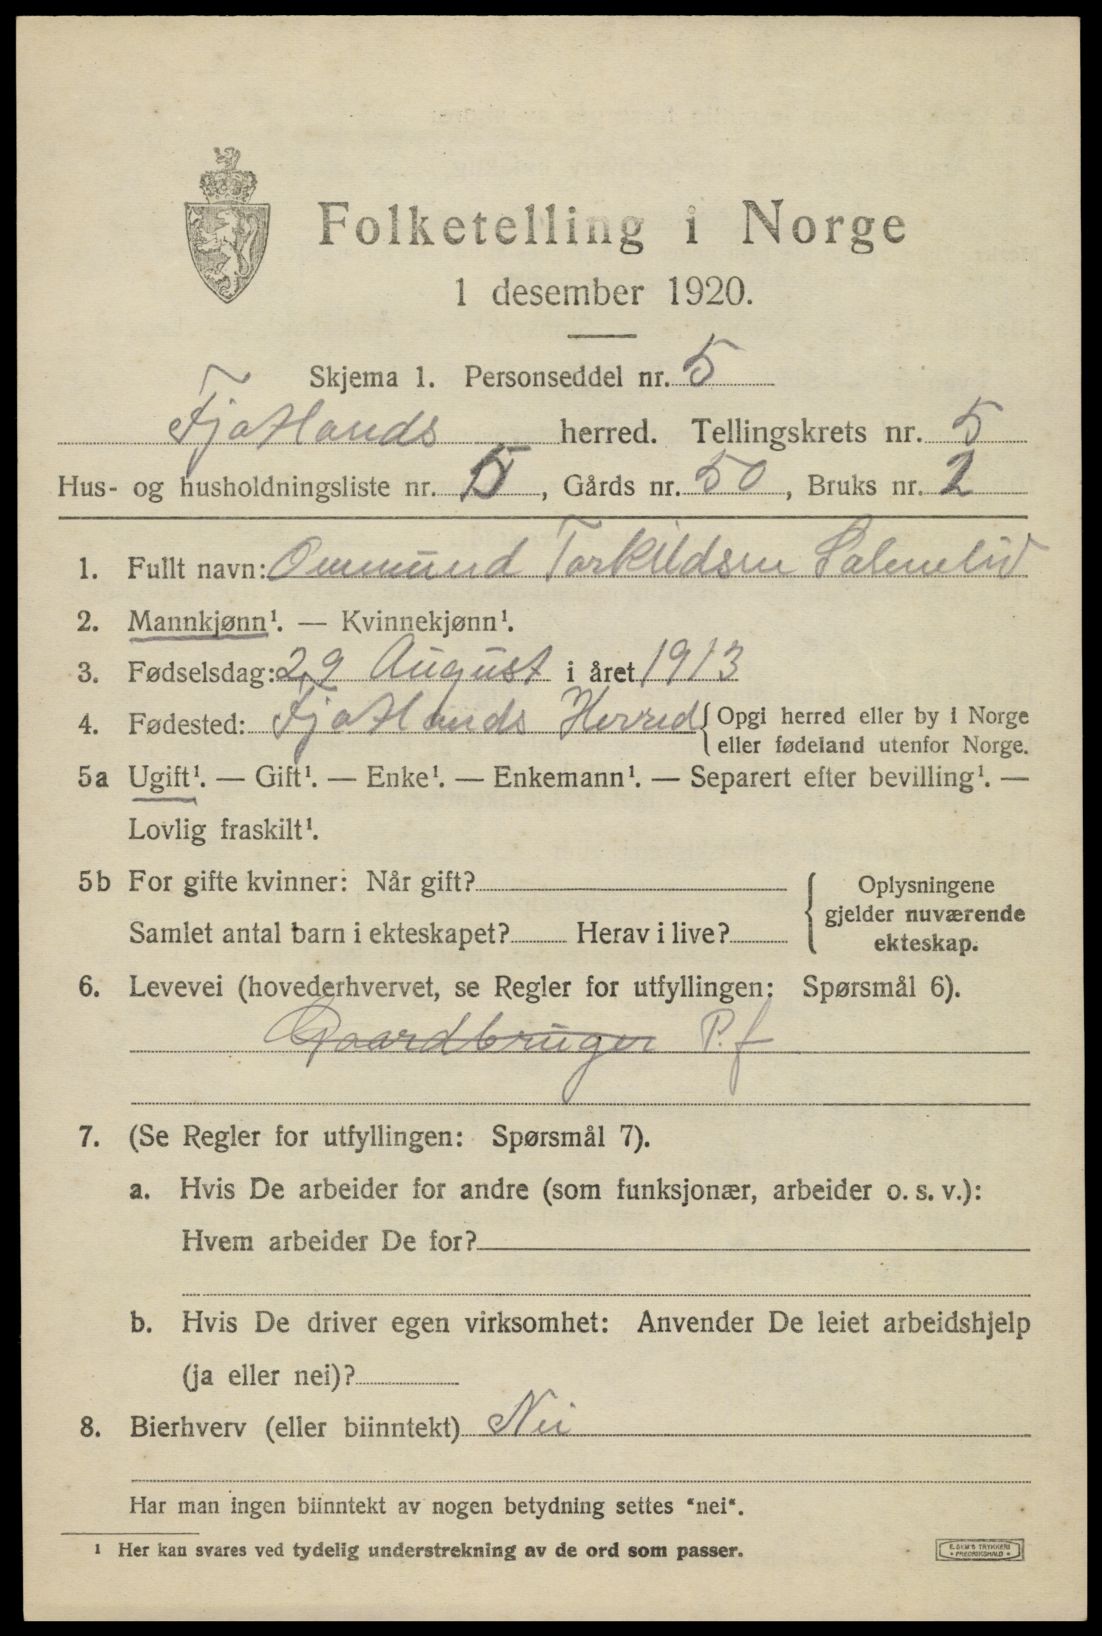 Folketelling i Norge
1 desember 1920.
Skjema 1. Personseddel nr. 5
Fjotlands herred. Tellingskrets nr. 5
Hus- og husholdningsliste nr. 5, Gårds nr. 50, Bruks nr. 2
1. Fullt navn: Ommund Torkildsen Salmelid
2. Mannkjønn¹. — Kvinnekjønn¹.
3. Fødselsdag: 29 August i året 1913
4. Fødested: Fjotlands Herred {Opgi herred eller by i Norge
eller fødeland utenfor Norge.
5a Ugift¹. — Gift¹. — Enke¹. — Enkemann¹. — Separert efter bevilling¹. —
Lovlig fraskilt¹.
5b For gifte kvinner: Når gift?
Samlet antal barn i ekteskapet? Herav i live?
{ Oplysningene
gjelder nuværende
ekteskap.
6. Levevei (hovederhvervet, se Regler for utfyllingen: Spørsmål 6).
Gaardbruger P.f
7. (Se Regler for utfyllingen: Spørsmål 7).
a. Hvis De arbeider for andre (som funksjonær, arbeider o. s. v.):
Hvem arbeider De for?
b. Hvis De driver egen virksomhet: Anvender De leiet arbeidshjelp
(ja eller nei)?
8. Bierhverv (eller biinntekt) Nei
Har man ingen biinntekt av nogen betydning settes "nei".
¹ Her kan svares ved tydelig understrekning av de ord som passer.
E. SEM'S TRYKKERI
• FREDRIKSHALD •